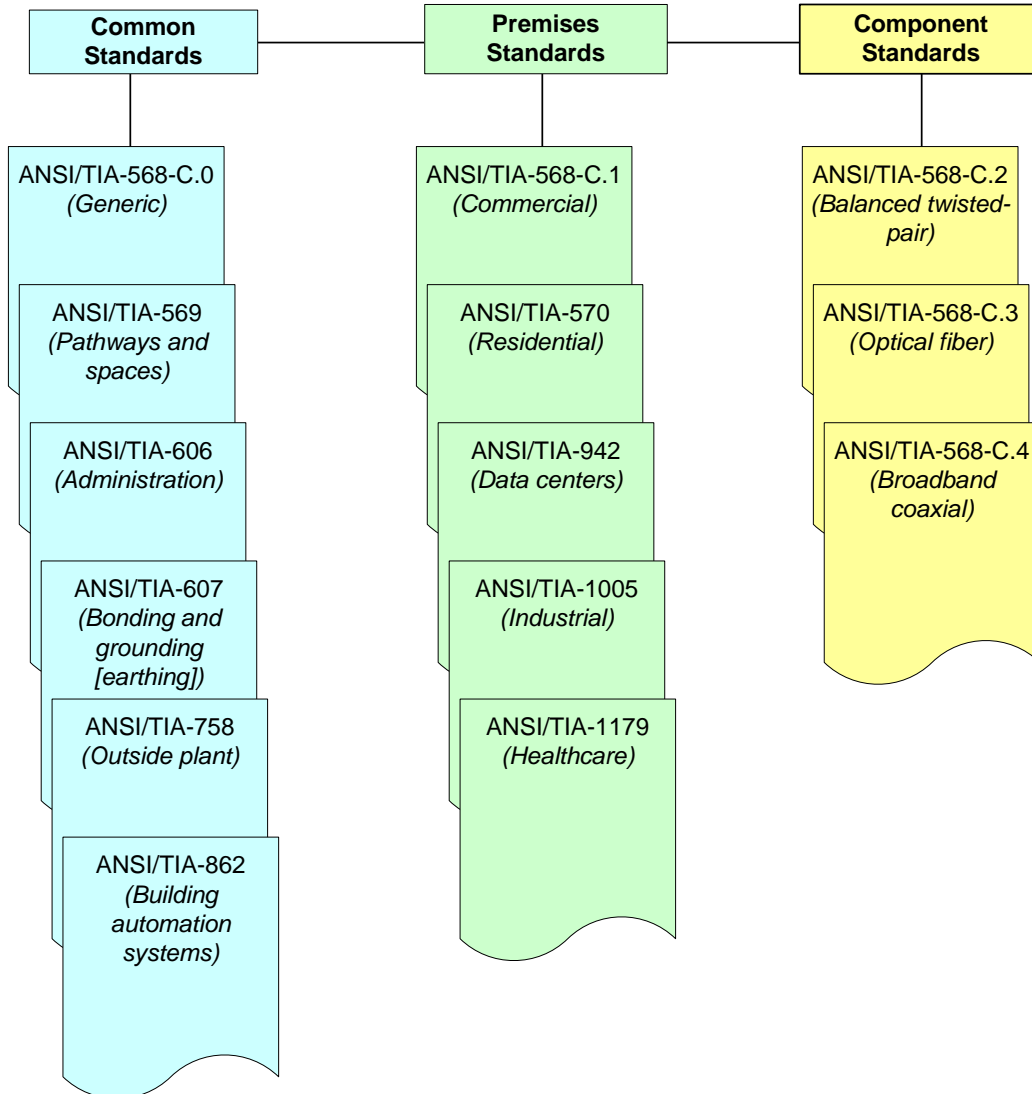 Common
Standards
Premises
Standards
Component
Standards
ANSI/TIA-568-C.0
(Generic)
ANSI/TIA-569
(Pathways and
spaces)
ANSI/TIA-606
(Administration)
ANSI/TIA-607
(Bonding and
grounding
[earthing])
ANSI/TIA-758
(Outside plant)
ANSI/TIA-862
(Building
automation
systems)
ANSI/TIA-568-C.1
(Commercial)
ANSI/TIA-570
(Residential)
ANSI/TIA-942
(Data centers)
ANSI/TIA-1005
(Industrial)
ANSI/TIA-1179
(Healthcare)
ANSI/TIA-568-C.2
(Balanced twisted-
pair)
ANSI/TIA-568-C.3
(Optical fiber)
ANSI/TIA-568-C.4
(Broadband
coaxial)